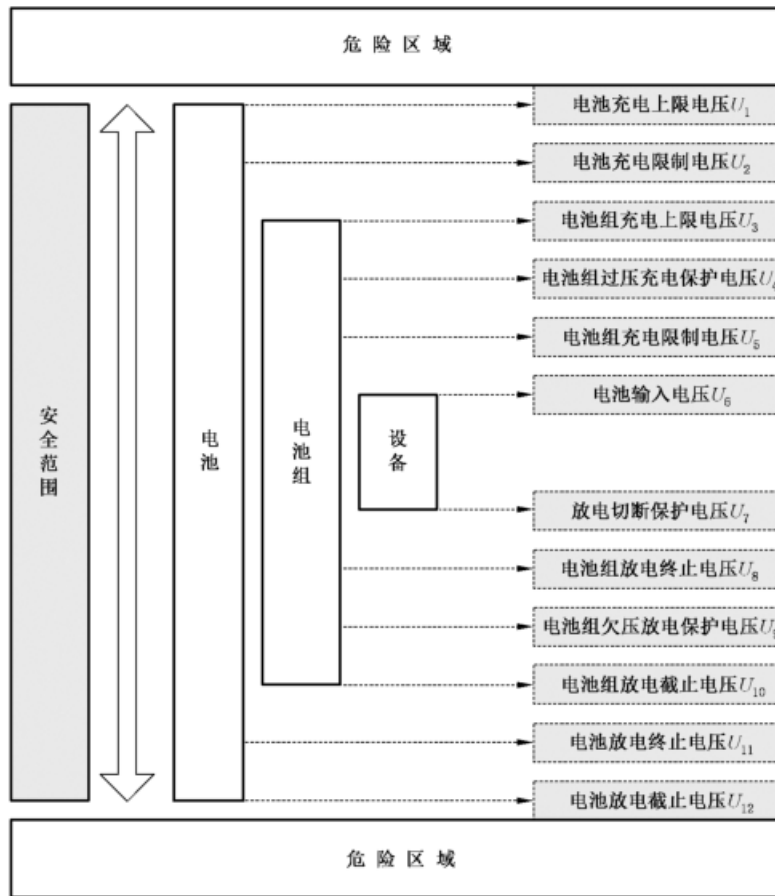 危险区域
电池充电上限电压U₁
电池充电限制电压U₂
电池组充电上限电压U₃
电池组过压充电保护电压U₄
电池组充电限制电压U₅
电池输入电压U₆
安全范围
电池
电池组
设备
放电切断保护电压U₇
电池组放电终止电压U₈
电池组欠压放电保护电压U₉
电池组放电截止电压U₁₀
电池放电终止电压U₁₁
电池放电截止电压U₁₂
危险区域